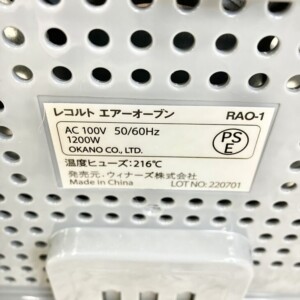 レコルト エアーオーブン RAO-1
AC 100V 50/60Hz
1200W
OKANO CO., LTD.
PS
E
温度ヒューズ:216℃
発売元.ウィナーズ株式会社
Made in China LOT NO: 220701